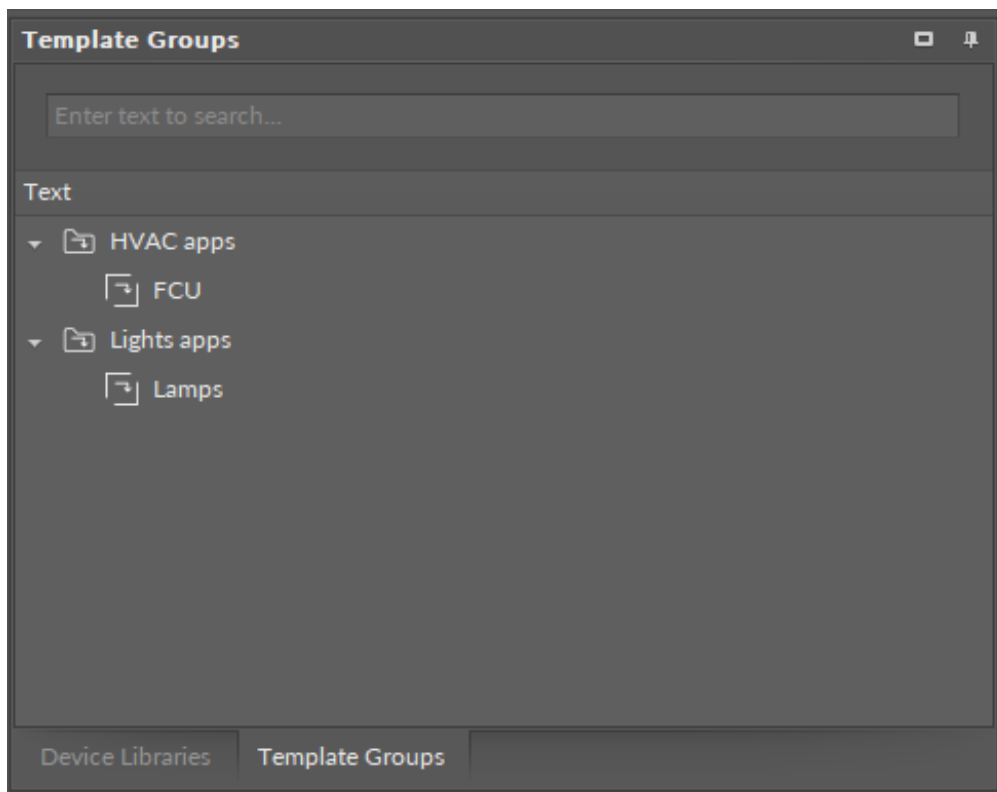 Template Groups
Enter text to search...
Text
HVAC apps
FCU
Lights apps
Lamps
Device Libraries Template Groups